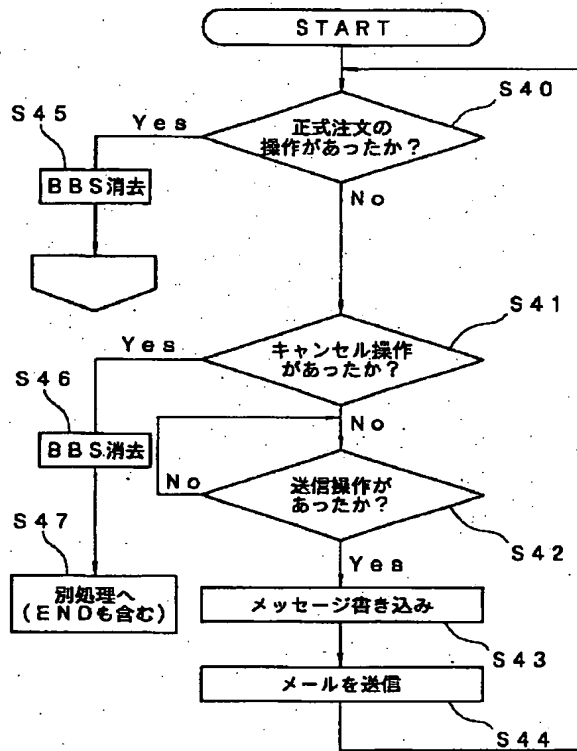 START
S40
正式注文の
操作があったか？
Yes
S45
BBS消去
No
S41
キャンセル操作
があったか？
Yes
S46
BBS消去
No
送信操作が
あったか？
No
S42
S47
別処理へ
(ENDも含む)
Yes
メッセージ書き込み
S43
メールを送信
S44